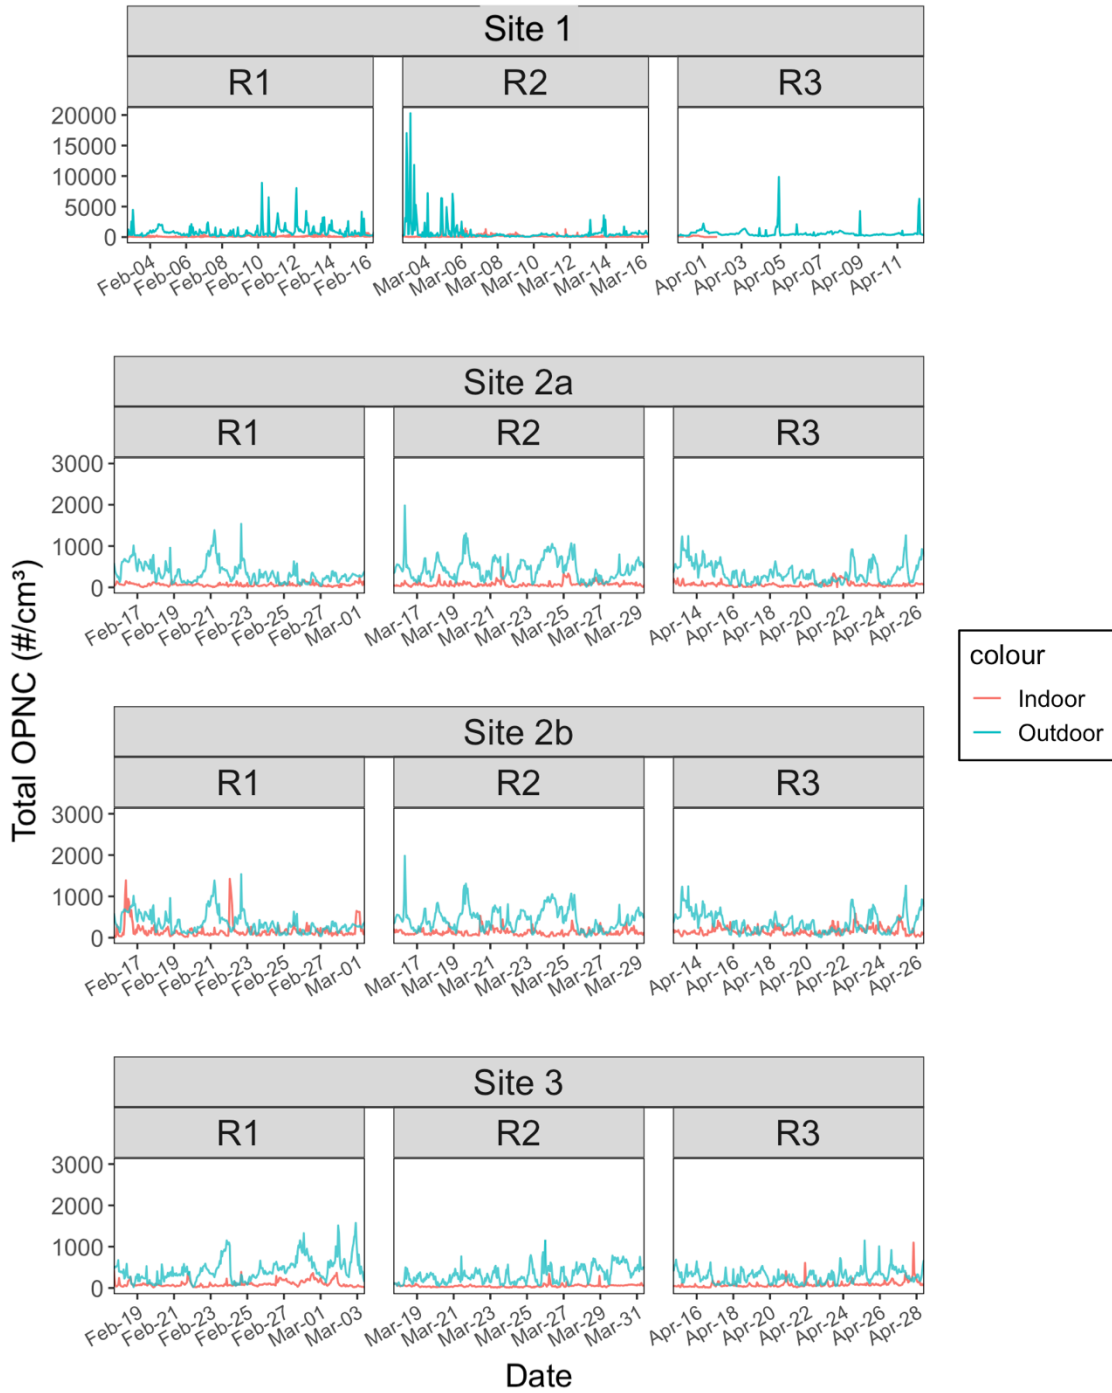 Site 1
R1 R2 R3
20000
15000
10000
5000
0
Feb-04 Feb-06 Feb-08 Feb-10 Feb-12 Feb-14 Feb-16 Mar-04 Mar-06 Mar-08 Mar-10 Mar-12 Mar-14 Mar-16 Apr-01 Apr-03 Apr-05 Apr-07 Apr-09 Apr-11
Site 2a
R1 R2 R3
3000
2000
1000
0
Feb-17 Feb-19 Feb-21 Feb-23 Feb-25 Feb-27 Mar-01 Mar-17 Mar-19 Mar-21 Mar-23 Mar-25 Mar-27 Mar-29 Apr-14 Apr-16 Apr-18 Apr-20 Apr-22 Apr-24 Apr-26
Site 2b
R1 R2 R3
3000
2000
1000
0
Feb-17 Feb-19 Feb-21 Feb-23 Feb-25 Feb-27 Mar-01 Mar-17 Mar-19 Mar-21 Mar-23 Mar-25 Mar-27 Mar-29 Apr-14 Apr-16 Apr-18 Apr-20 Apr-22 Apr-24 Apr-26
Site 3
R1 R2 R3
3000
2000
1000
0
Feb-19 Feb-21 Feb-23 Feb-25 Feb-27 Mar-01 Mar-03 Mar-19 Mar-21 Mar-23 Mar-25 Mar-27 Mar-29 Mar-31 Apr-16 Apr-18 Apr-20 Apr-22 Apr-24 Apr-26 Apr-28
Date
Total OPNC (#/cm³)
colour
Indoor
Outdoor